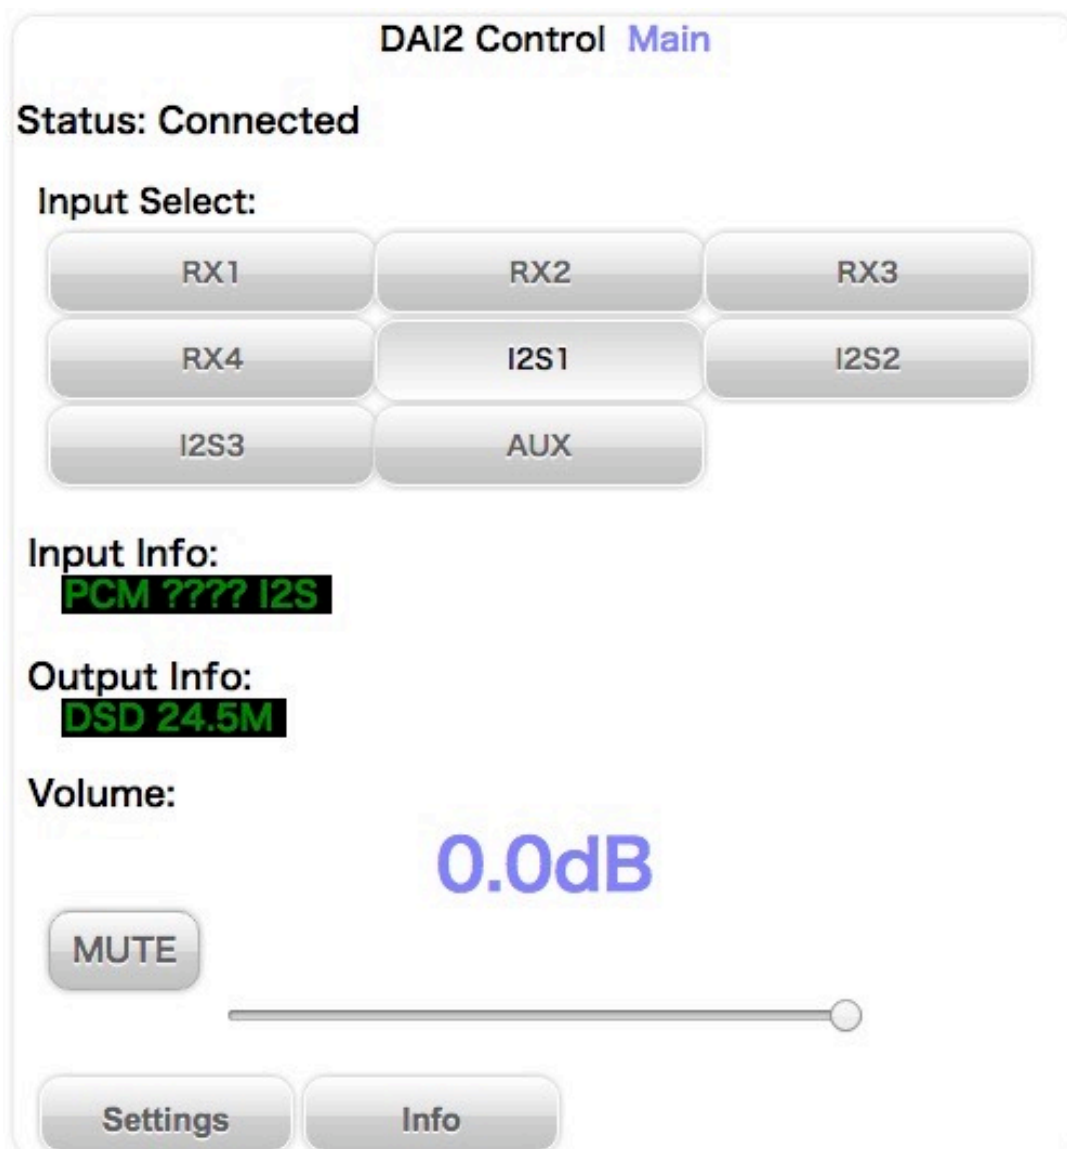 DAI2 Control Main
Status: Connected
Input Select:
RX1 RX2 RX3
RX4 I2S1 I2S2
I2S3 AUX
Input Info:
PCM ???? I2S
Output Info:
DSD 24.5M
Volume:
0.0dB
MUTE
Settings Info